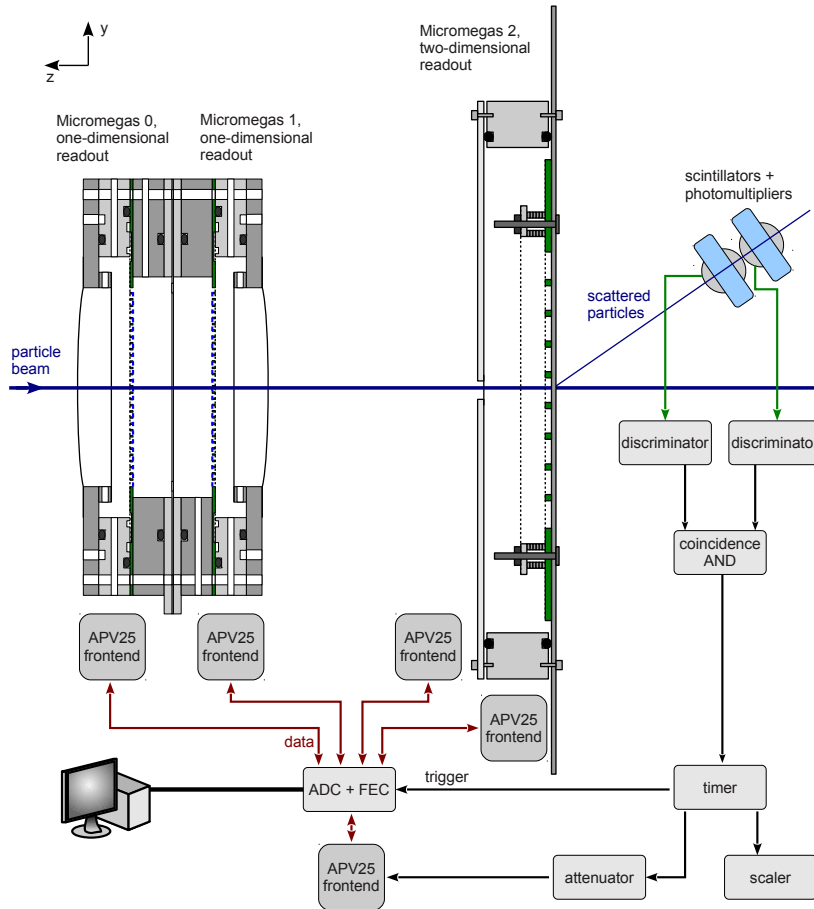 y
z
Micromegas 2,
two-dimensional
readout
Micromegas 0,
one-dimensional
readout
Micromegas 1,
one-dimensional
readout
scintillators +
photomultipliers
scattered
particles
particle
beam
discriminator
discriminato
coincidence
AND
APV25
frontend
APV25
frontend
APV25
frontend
APV25
frontend
data
ADC + FEC
trigger
timer
APV25
frontend
attenuator
scaler